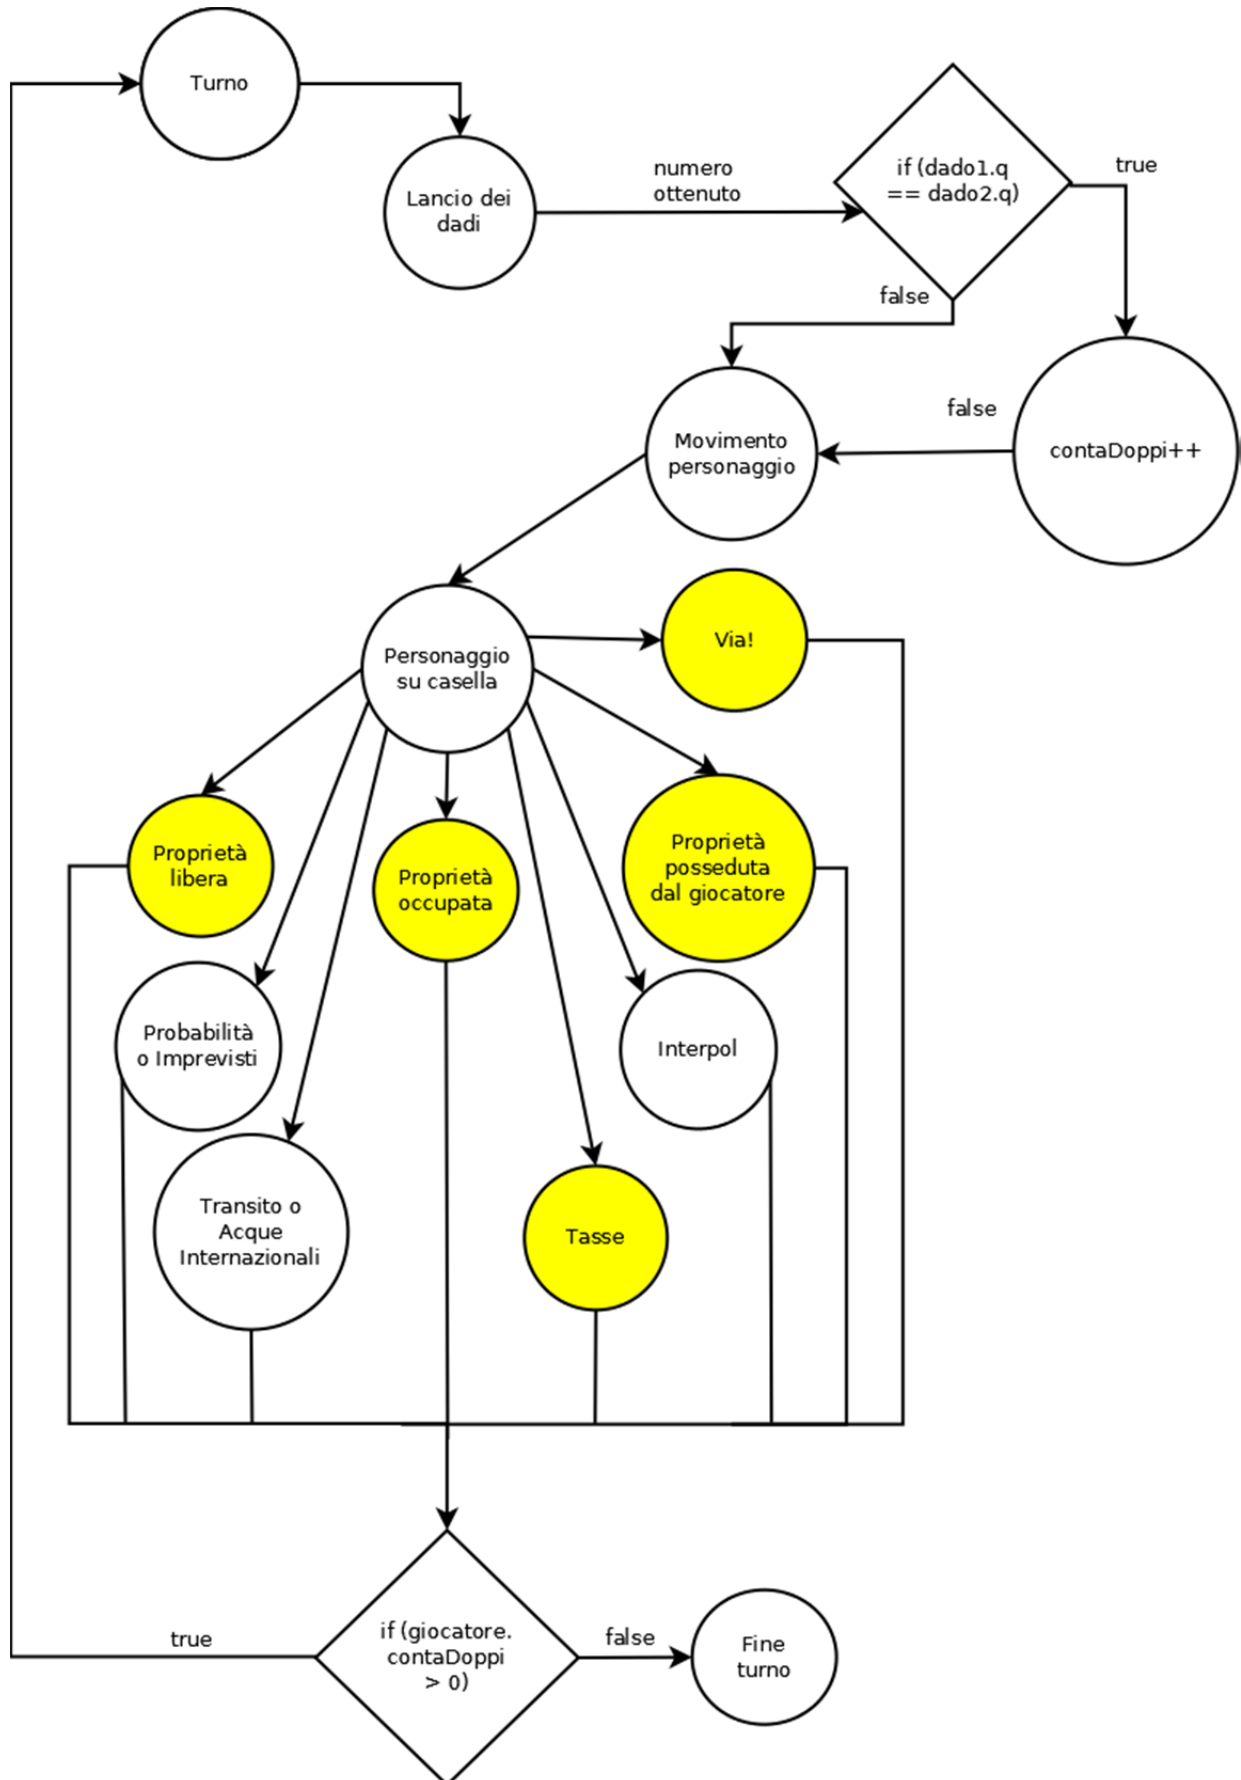 Turno
Lancio dei
dadi
numero
ottenuto
if (dado1.q
== dado2.q)
true
false
contaDoppi++
false
Movimento
personaggio
Personaggio
su casella
Via!
Proprietà
libera
Proprietà
occupata
Proprietà
posseduta
dal giocatore
Probabilità
o Imprevisti
Interpol
Transito o
Acque
Internazionali
Tasse
if (giocatore.
contaDoppi
> 0)
true
false
Fine
turno